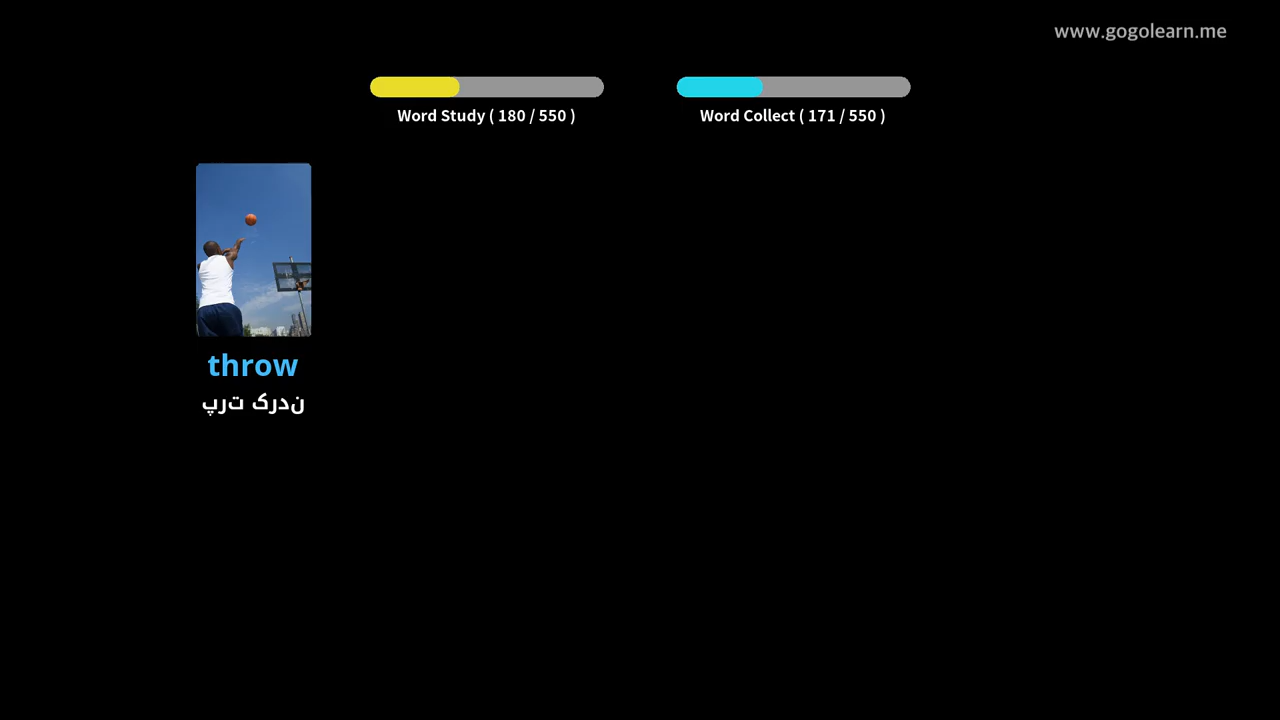 www.gogolearn.me
Word Study ( 180 / 550 )
Word Collect ( 171 / 550 )
throw
پرت کردن